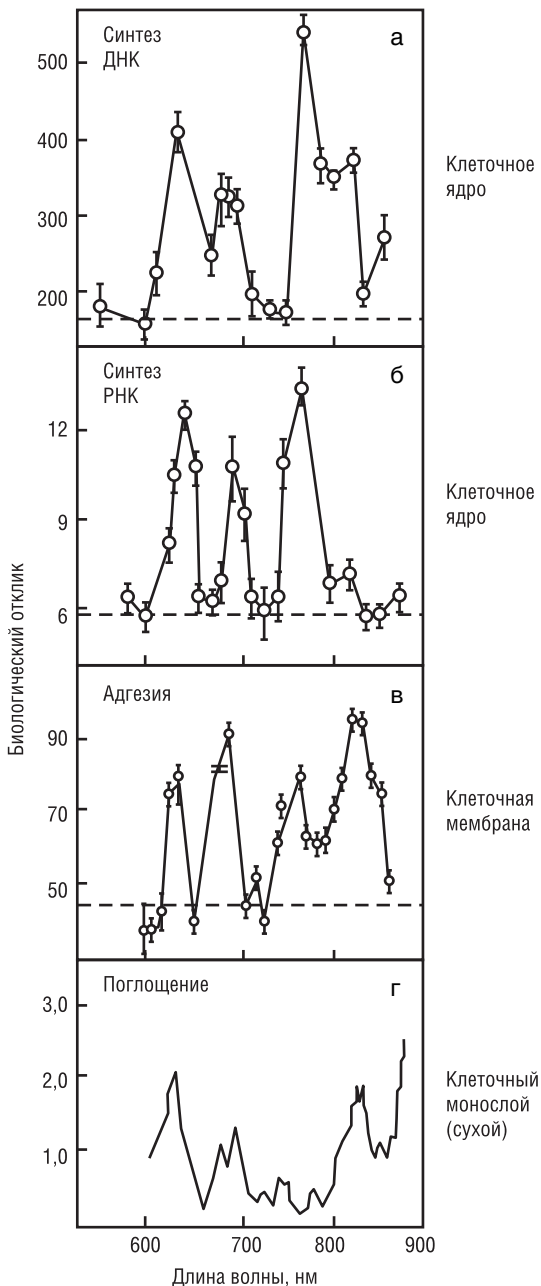 Синтез
ДНК
а
500
400
300
200
Клеточное
ядро
Синтез
РНК
б
12
9
6
Клеточное
ядро
Биологический отклик
Адгезия
в
90
70
50
Клеточная
мембрана
Поглощение
г
3,0
2,0
1,0
Клеточный
монослой
(сухой)
600
700
800
900
Длина волны, нм